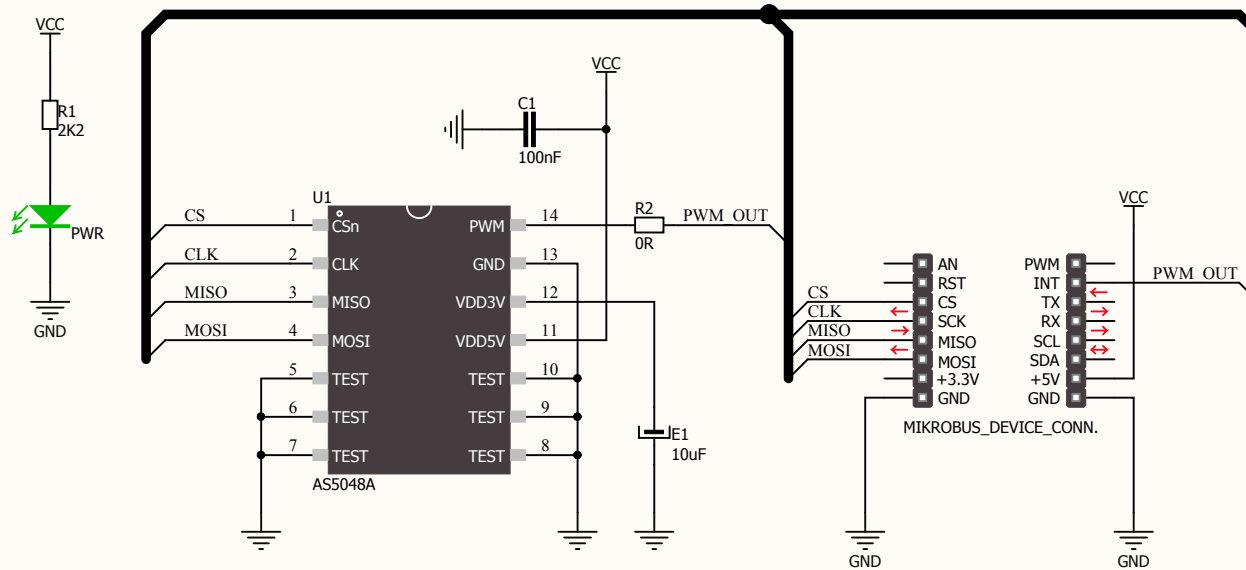 VCC
R1
2K2
PWR
GND
VCC
C1
100nF
U1
CS 1 CSn
CLK 2 CLK
MISO 3 MISO
MOSI 4 MOSI
5 TEST
6 TEST
7 TEST
PWM 14
GND 13
VDD3V 12
VDD5V 11
TEST 10
TEST 9
TEST 8
AS5048A
R2
0R
PWM_OUT
E1
10uF
VCC
AN
RST
CS CS
CLK SCK
MISO MISO
MOSI MOSI
+3.3V
GND
PWM
INT PWM_OUT
TX
RX
SCL
SDA
+5V
GND
MIKROBUS_DEVICE_CONN.
GND
GND